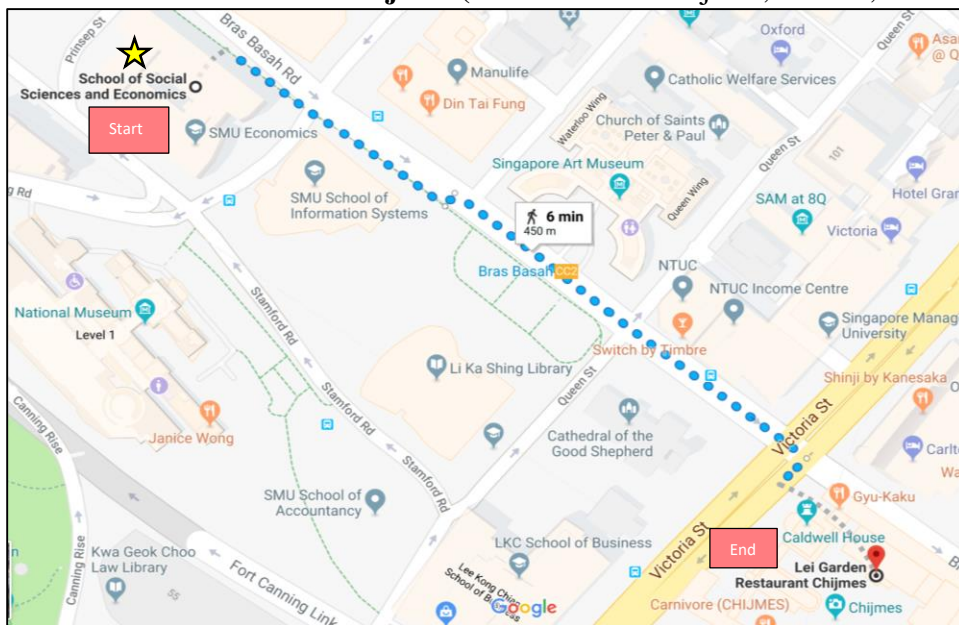 Prinsep St
Bras Basah Rd
School of Social
Sciences and Economics
Start
SMU Economics
Manulife
Din Tai Fung
Oxford
Queen St
Asa
@ Q
Catholic Welfare Services
Waterloo Wing
Church of Saints
Peter & Paul
Queen St
101
Singapore Art Museum
Queen Wing
Hotel Gran
SMU School of
Information Systems
6 min
450 m
SAM at 8Q
Victoria
g Rd
Bras Basah CC2
NTUC
NTUC Income Centre
National Museum
Level 1
Stamford Rd
Singapore Manag
University
Switch by Timbre
Li Ka Shing Library
Queen St
Shinji by Kanesaka
Canning Rise
Janice Wong
Stamford Rd
Cathedral of the
Good Shepherd
Victoria St
Carlt
Wa
Stamford Rd
SMU School of
Accountancy
Gyu-Kaku
Caldwell House
Canning Rise
Kwa Geok Choo
Law Library
55
Fort Canning Link
LKC School of Business
Lee Kong Chian
School of Business
Victoria St
End
Lei Garden
Restaurant Chijmes
Google
Carnivore (CHIJMES)
Chijmes